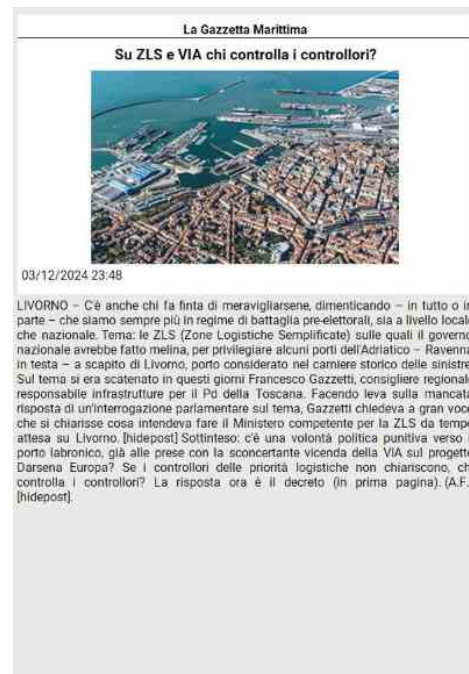 La Gazzetta Marittima
Su ZLS e VIA chi controlla i controllori?
03/12/2024 23:48
LIVORNO – C'è anche chi fa finta di meravigliarsene, dimenticando – in tutto o in
parte – che siamo sempre più in regime di battaglia pre-elettorali, sia a livello locale
che nazionale. Tema: le ZLS (Zone Logistiche Semplificate) sulle quali il governo
nazionale avrebbe fatto melina, per privilegiare alcuni porti dell'Adriatico – Ravenna
in testa – a scapito di Livorno, porto considerato nel carniere storico delle sinistre.
Sul tema si era scatenato in questi giorni Francesco Gazzetti, consigliere regionale
responsabile infrastrutture per il Pd della Toscana. Facendo leva sulla mancata
risposta di un'interrogazione parlamentare sul tema, Gazzetti chiedeva a gran voce
che si chiarisse cosa intendeva fare il Ministero competente per la ZLS da tempo
attesa su Livorno. [hidepost] Sottinteso: c'è una volontà politica punitiva verso i
porto labronico, già alle prese con la sconcertante vicenda della VIA sul progetto
Darsena Europa? Se i controllori delle priorità logistiche non chiariscono, ch
controlla i controllori? La risposta ora è il decreto (in prima pagina). (A.F.
[hidepost].